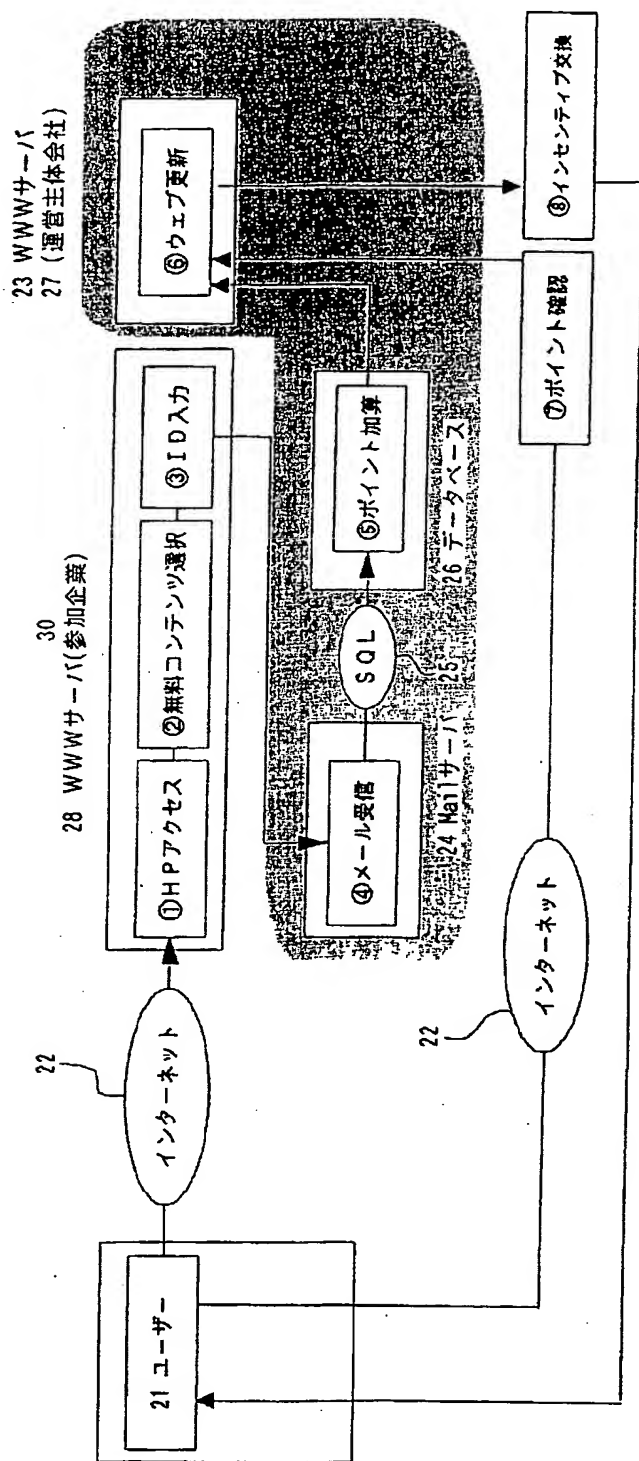 23 WWWサーバ
27 (運営主体会社)
30
28 WWWサーバ(参加企業)
22
インターネット
21 ユーザー
①HPアクセス
②無料コンテンツ選択
③ID入力
④メール受信
24 Mailサーバ
SQL
25
⑤ポイント加算
26 データベース
⑥ウェブ更新
⑦ポイント確認
⑧インセンティブ交換
22
インターネット